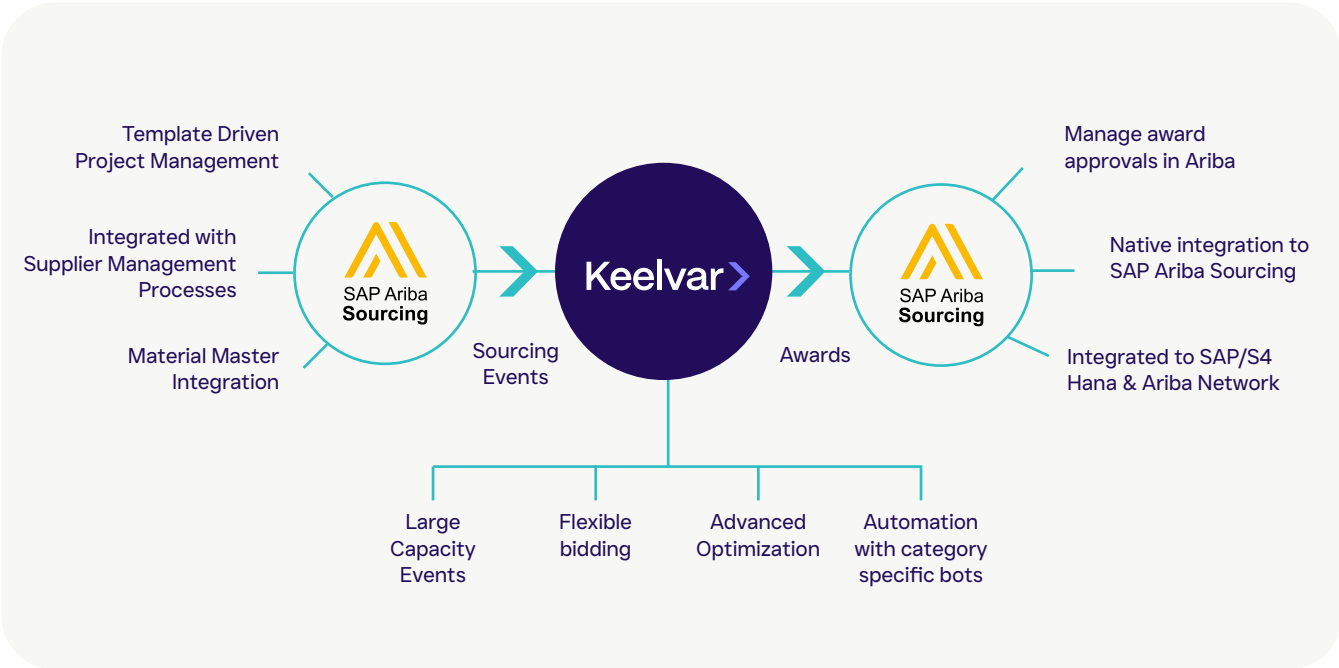 Template Driven
Project Management
Integrated with
Supplier Management
Processes
Material Master
Integration
SAP Ariba
Sourcing
Sourcing
Events
Keelvar
Awards
SAP Ariba
Sourcing
Manage award
approvals in Ariba
Native integration to
SAP Ariba Sourcing
Integrated to SAP/S4
Hana & Ariba Network
Large
Capacity
Events
Flexible
bidding
Advanced
Optimization
Automation
with category
specific bots